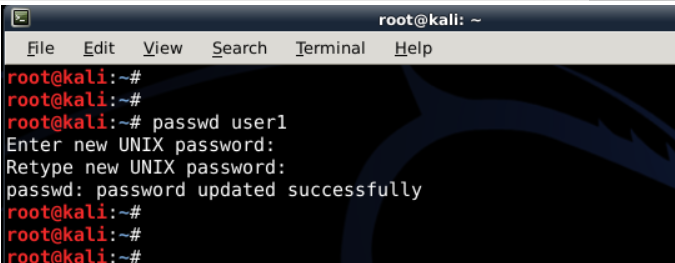 root@kali: ~
File Edit View Search Terminal Help
root@kali:~#
root@kali:~#
root@kali:~# passwd user1
Enter new UNIX password:
Retype new UNIX password:
passwd: password updated successfully
root@kali:~#
root@kali:~#
root@kali:~#